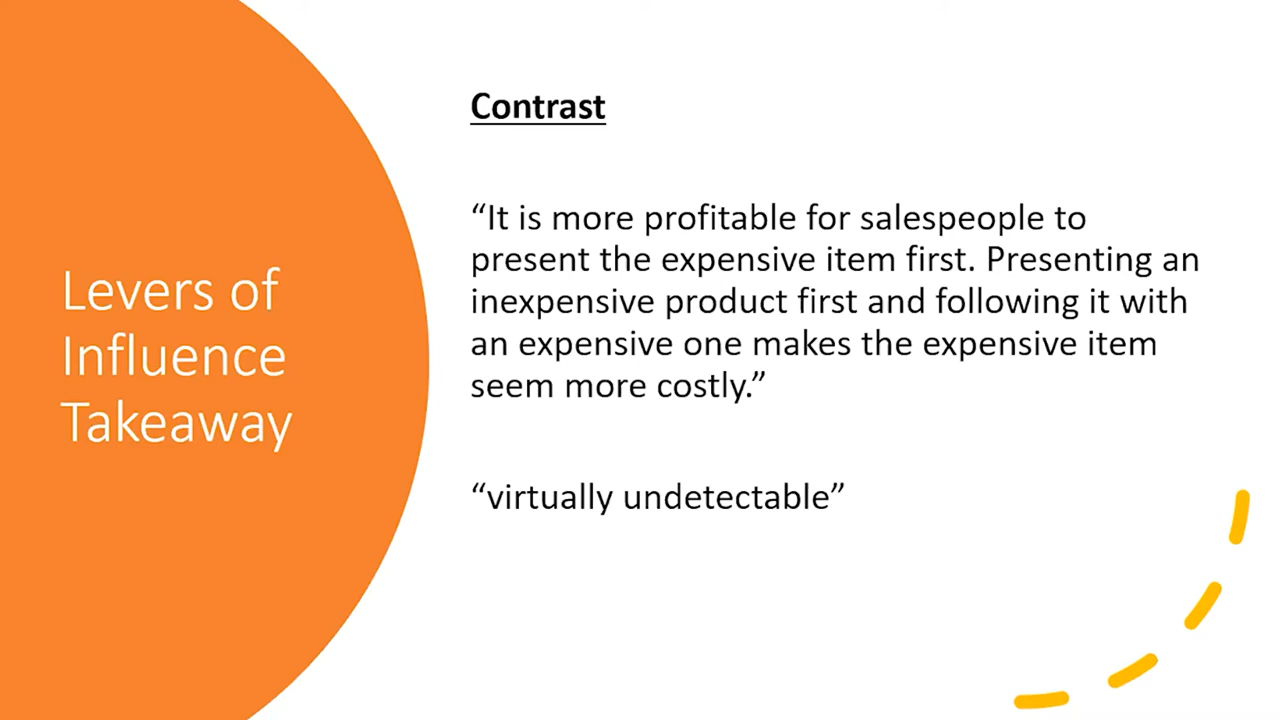 Levers of
Influence
Takeaway
Contrast
“It is more profitable for salespeople to
present the expensive item first. Presenting an
inexpensive product first and following it with
an expensive one makes the expensive item
seem more costly.”
“virtually undetectable”